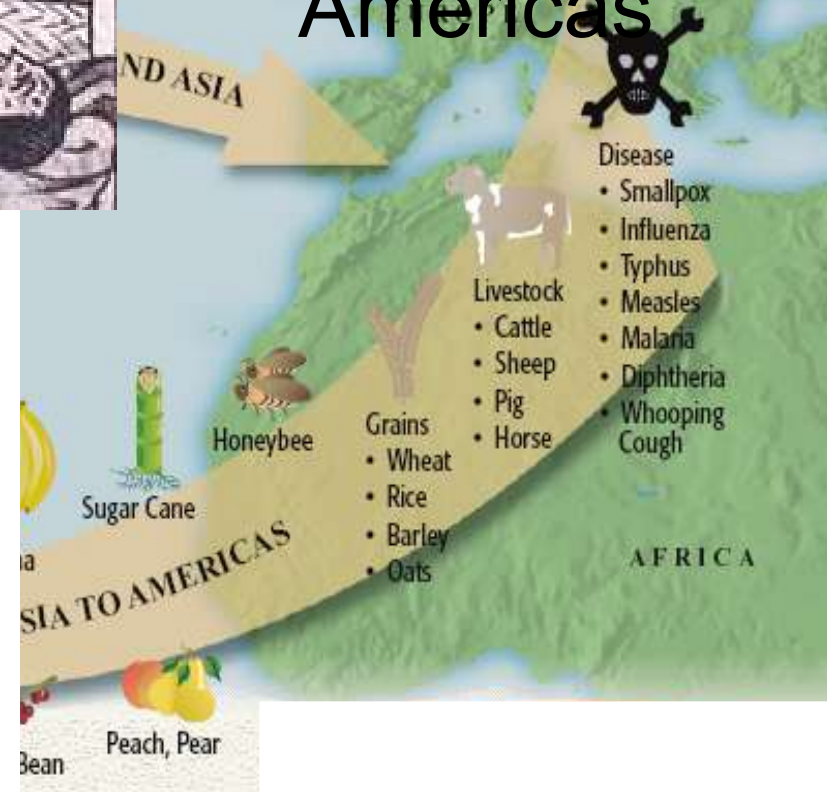 Americas
ND ASIA
Disease
• Smallpox
• Influenza
• Typhus
• Measles
• Malaria
• Diphtheria
• Whooping
Cough
Livestock
• Cattle
• Sheep
• Pig
• Horse
Grains
• Wheat
• Rice
• Barley
• Oats
Honeybee
Sugar Cane
na
SIA TO AMERICAS
AFRICA
Peach, Pear
Bean